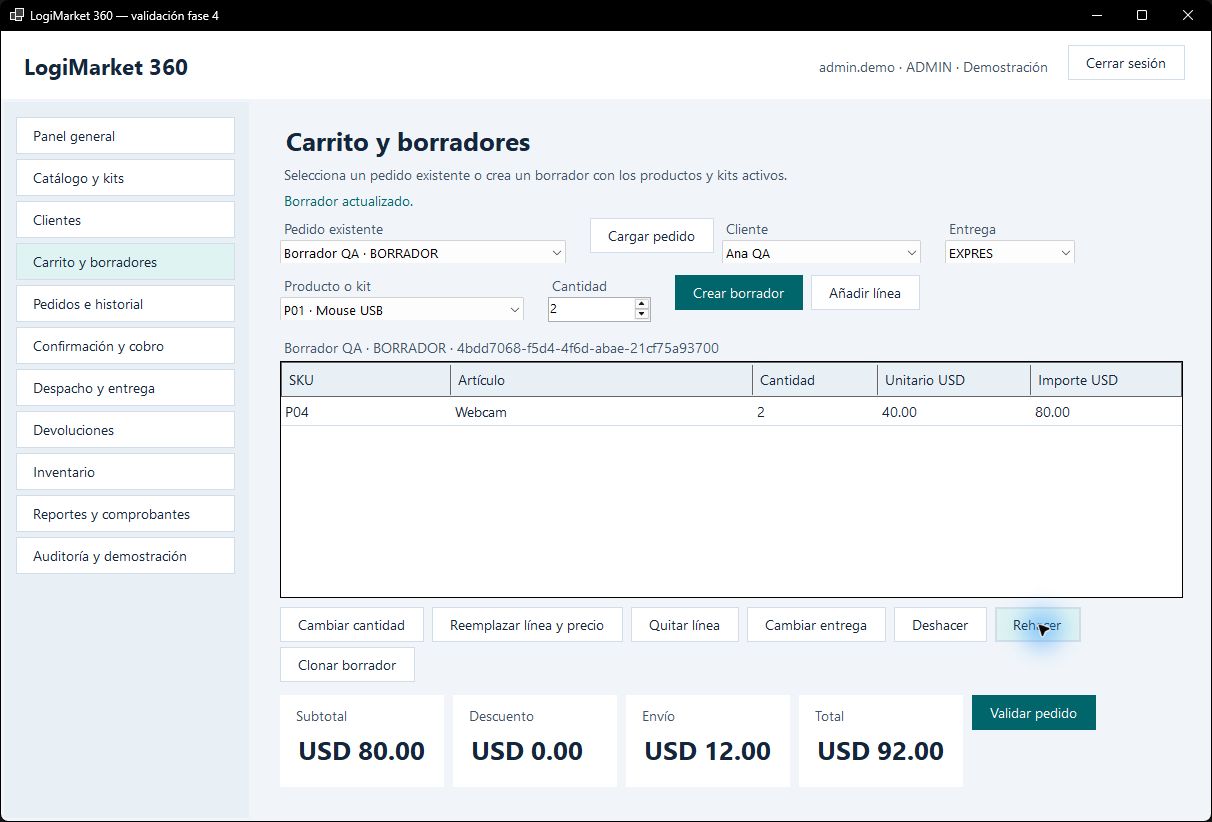 LogiMarket 360 — validación fase 4
LogiMarket 360
admin.demo · ADMIN · Demostración
Cerrar sesión
Panel general
Catálogo y kits
Clientes
Carrito y borradores
Pedidos e historial
Confirmación y cobro
Despacho y entrega
Devoluciones
Inventario
Reportes y comprobantes
Auditoría y demostración
Carrito y borradores
Selecciona un pedido existente o crea un borrador con los productos y kits activos.
Borrador actualizado.
Pedido existente
Cliente
Entrega
Borrador QA · BORRADOR
Cargar pedido
Ana QA
EXPRES
Producto o kit
Cantidad
P01 · Mouse USB
2
Crear borrador
Añadir línea
Borrador QA · BORRADOR · 4bdd7068-f5d4-4f6d-abae-21cf75a93700
SKU Artículo Cantidad Unitario USD Importe USD
P04 Webcam 2 40.00 80.00
Cambiar cantidad
Reemplazar línea y precio
Quitar línea
Cambiar entrega
Deshacer
Rehacer
Clonar borrador
Subtotal
USD 80.00
Descuento
USD 0.00
Envío
USD 12.00
Total
USD 92.00
Validar pedido